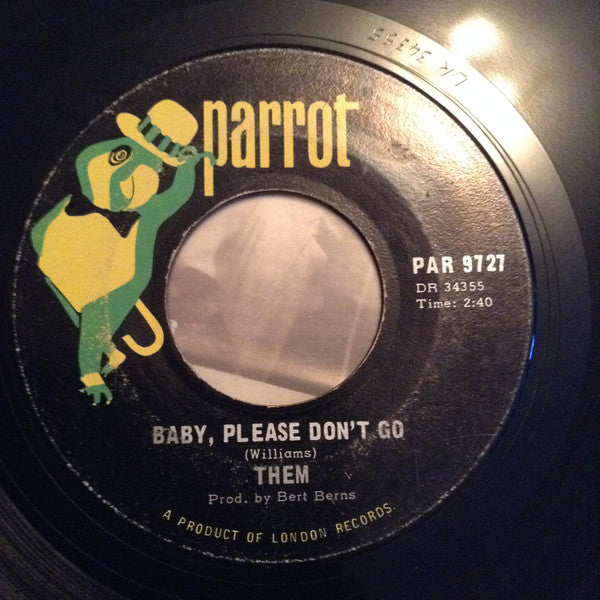 parrot
PAR 9727
DR 34355
Time: 2:40
BABY, PLEASE DON'T GO
(Williams)
THEM
Prod. by Bert Berns
A PRODUCT OF LONDON RECORDS.